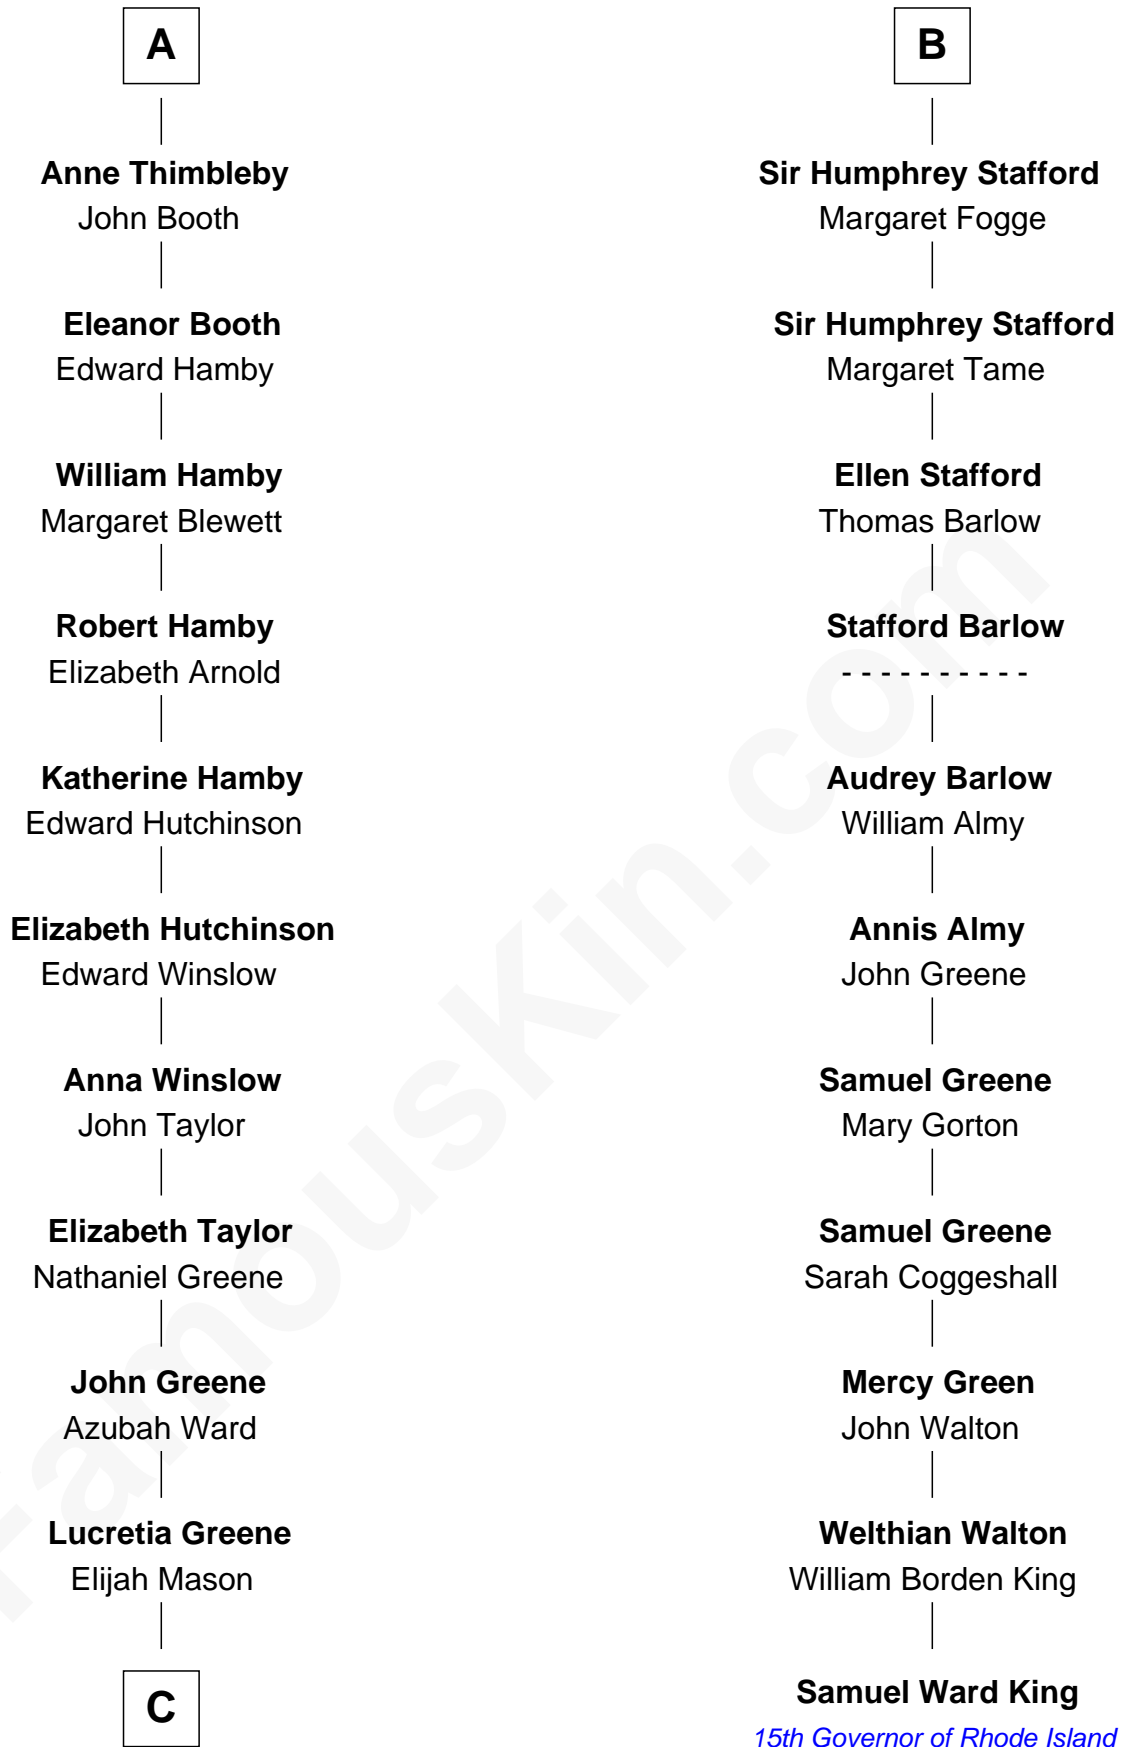 A
Anne Thimbleby
John Booth
Eleanor Booth
Edward Hamby
William Hamby
Margaret Blewett
Robert Hamby
Elizabeth Arnold
Katherine Hamby
Edward Hutchinson
Elizabeth Hutchinson
Edward Winslow
Anna Winslow
John Taylor
Elizabeth Taylor
Nathaniel Greene
John Greene
Azubah Ward
Lucretia Greene
Elijah Mason
C
B
Sir Humphrey Stafford
Margaret Fogge
Sir Humphrey Stafford
Margaret Tame
Ellen Stafford
Thomas Barlow
Stafford Barlow
- - - - - - - - - -
Audrey Barlow
William Almy
Annis Almy
John Greene
Samuel Greene
Mary Gorton
Samuel Greene
Sarah Coggeshall
Mercy Green
John Walton
Welthian Walton
William Borden King
Samuel Ward King
15th Governor of Rhode Island
FamousKin.com